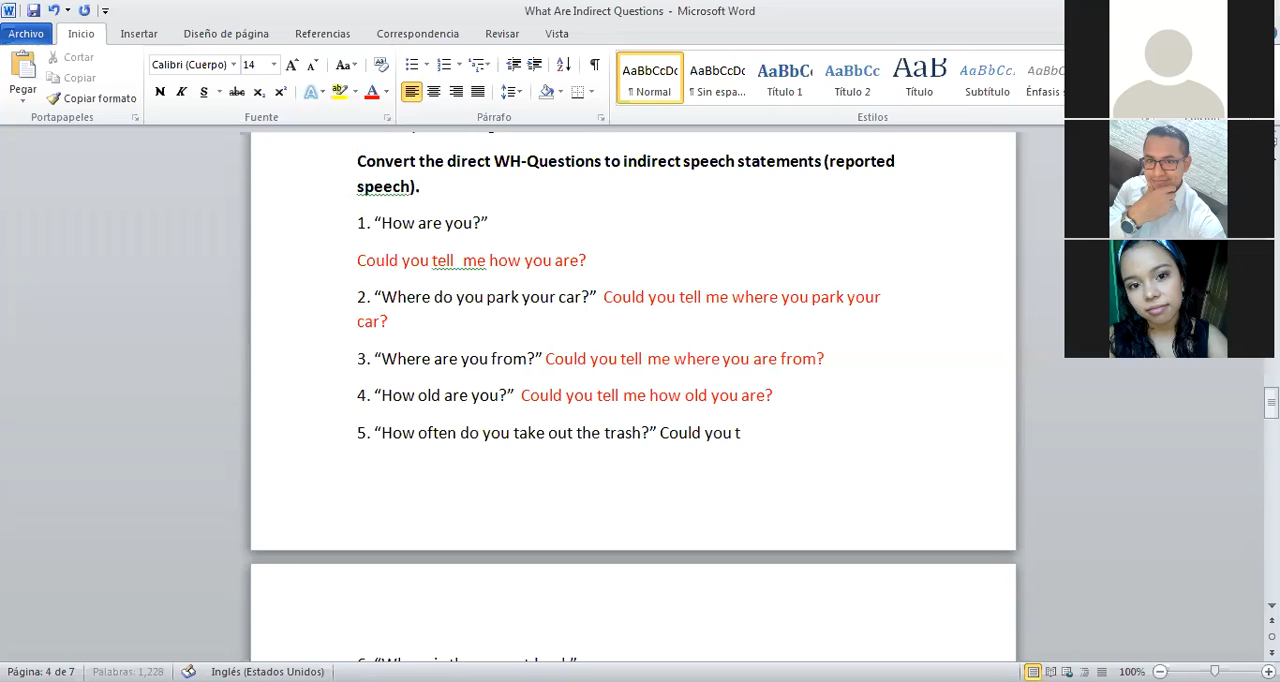 What Are Indirect Questions - Microsoft Word
Archivo Inicio Insertar Diseño de página Referencias Correspondencia Revisar Vista
Pegar
Cortar
Copiar
Copiar formato
Portapapeles
Calibri (Cuerpo) 14
Fuente
Párrafo
AaBbCcDc AaBbCcDc AaBbC AaBbCc AaB AaBbCc. AaBbCc
¶ Normal ¶ Sin espa... Título 1 Título 2 Título Subtítulo Énfasis
Estilos
Convert the direct WH-Questions to indirect speech statements (reported
speech).
1. “How are you?”
Could you tell  me how you are?
2. “Where do you park your car?”  Could you tell me where you park your
car?
3. “Where are you from?” Could you tell me where you are from?
4. “How old are you?”  Could you tell me how old you are?
5. “How often do you take out the trash?” Could you t
Página: 4 de 7 Palabras: 1,228 Inglés (Estados Unidos) 100%